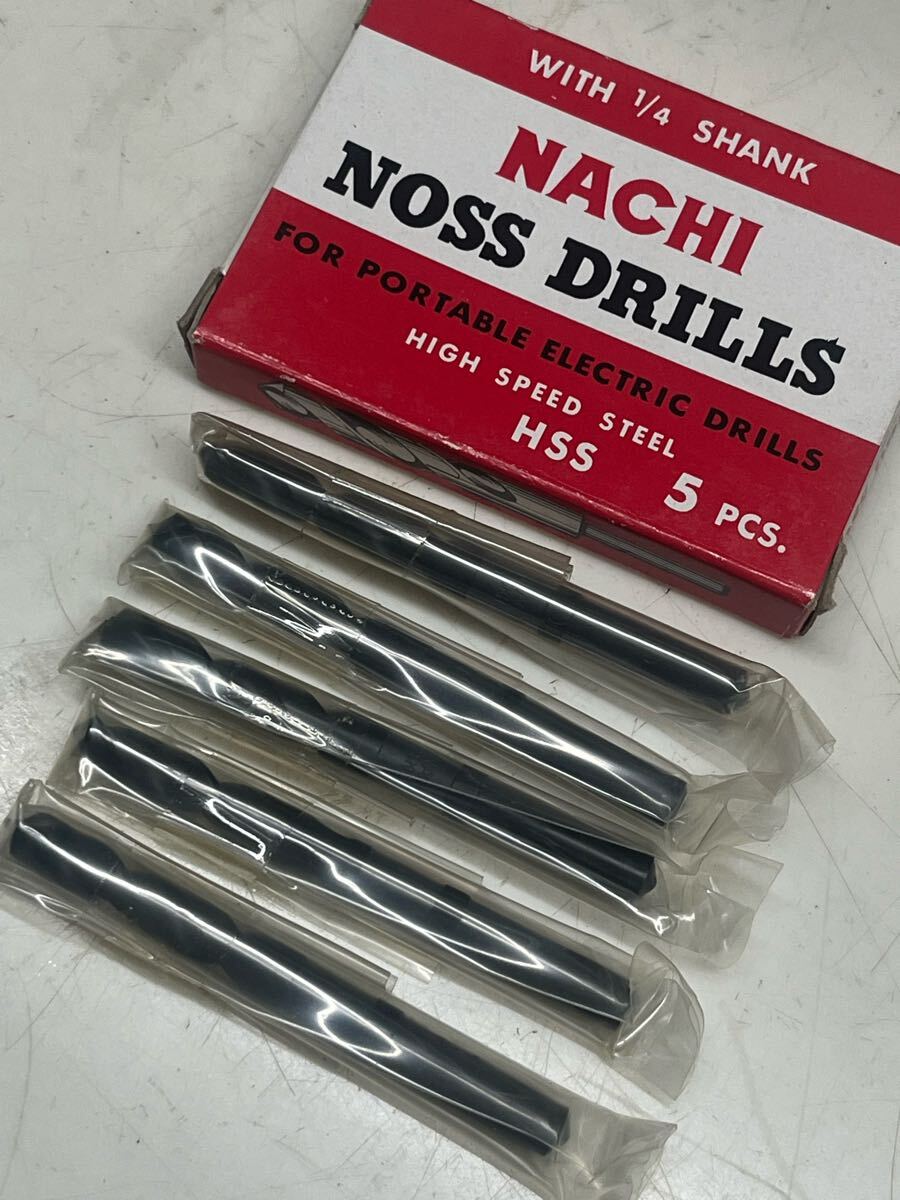 WITH 1/4 SHANK
NACHI
NOSS DRILLS
FOR PORTABLE ELECTRIC DRILLS
HIGH SPEED STEEL
HSS
5 PCS.